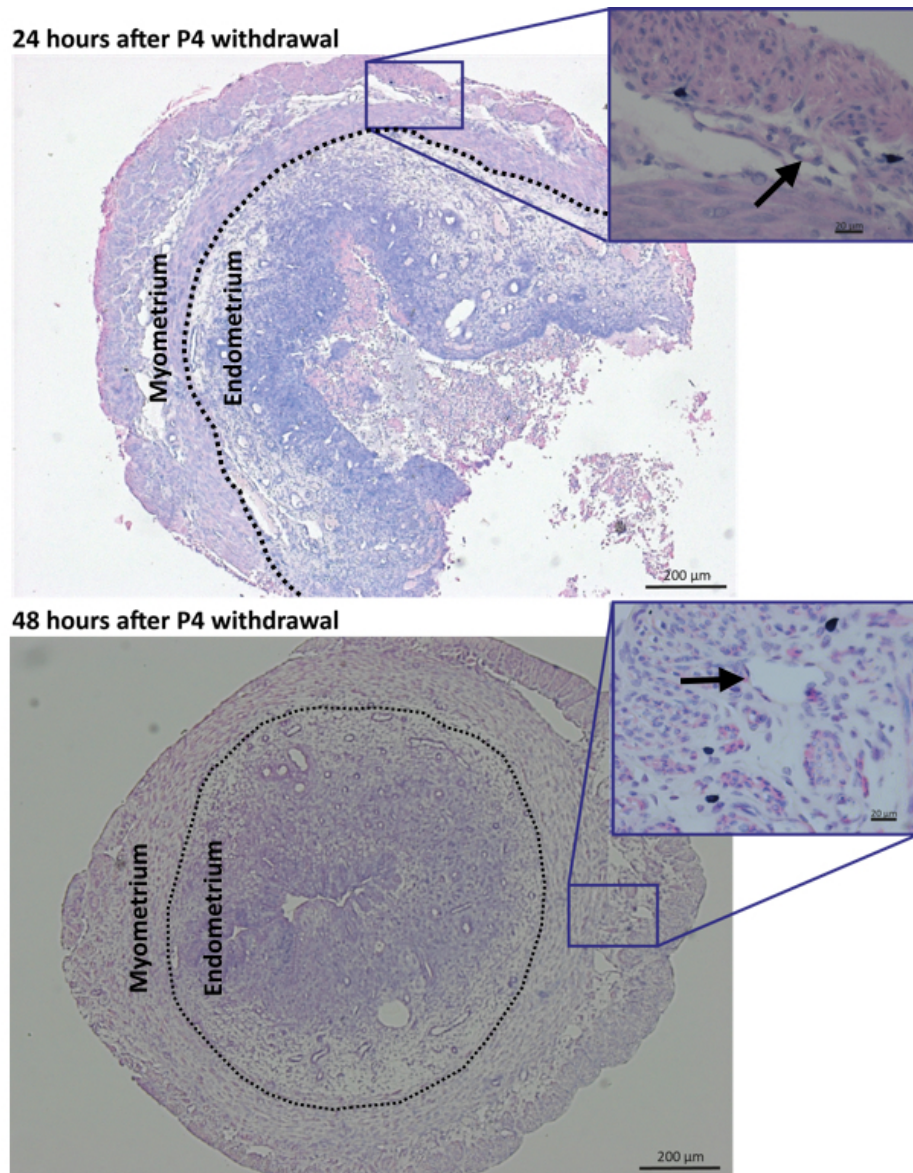 24 hours after P4 withdrawal
20 µm
Myometrium
Endometrium
200 µm
48 hours after P4 withdrawal
20 µm
Myometrium
Endometrium
200 µm